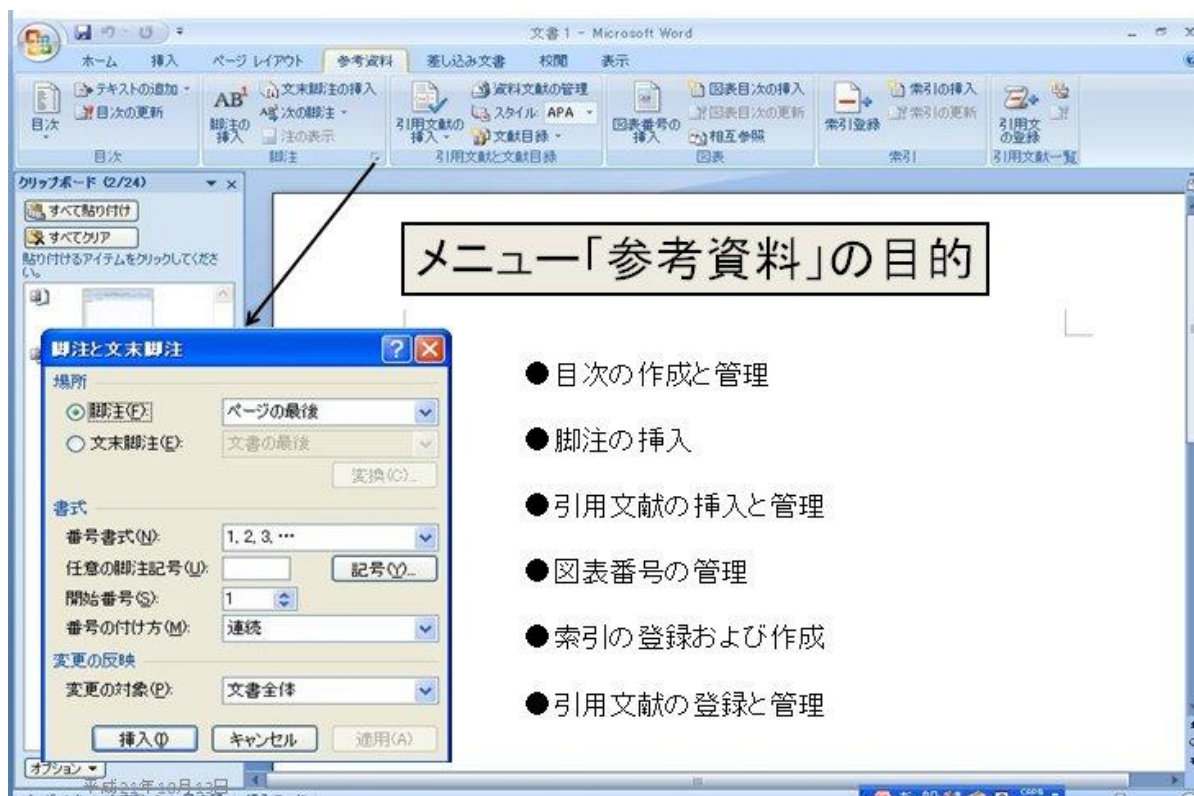 文書 1 - Microsoft Word
ホーム 挿入 ページ レイアウト 参考資料 差し込み文書 校閲 表示
目次
テキストの追加
目次の更新
目次
AB1
脚注の挿入
文末脚注の挿入
次の脚注
注の表示
脚注
引用文献の挿入
資料文献の管理
スタイル: APA
文献目録
引用文献と文献目録
図表番号の挿入
図表目次の挿入
図表目次の更新
相互参照
図表
索引登録
索引の挿入
索引の更新
索引
引用文の登録
引用文献一覧
クリップボード (2/24)
すべて貼り付け
すべてクリア
貼り付けるアイテムをクリックしてください。
メニュー「参考資料」の目的
●目次の作成と管理
●脚注の挿入
●引用文献の挿入と管理
●図表番号の管理
●索引の登録および作成
●引用文献の登録と管理
脚注と文末脚注
場所
脚注(F): ページの最後
文末脚注(E): 文書の最後
変換(C)...
書式
番号書式(N): 1, 2, 3, …
任意の脚注記号(U): 記号(Y)...
開始番号(S): 1
番号の付け方(M): 連続
変更の反映
変更の対象(P): 文書全体
挿入(I) キャンセル 適用(A)
オプション
平成21年10月13日